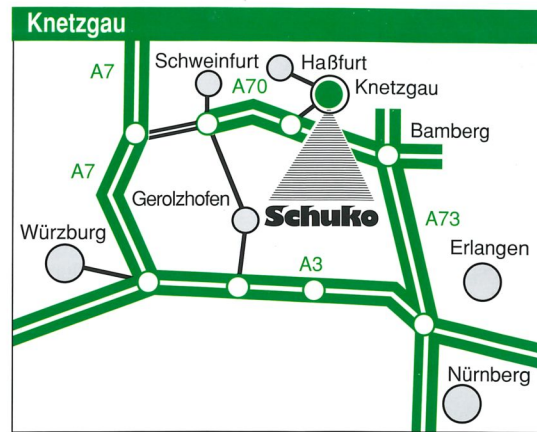 Knetzgau
A7
Schweinfurt
Haßfurt
A70
Knetzgau
Bamberg
A7
Gerolzhofen
Schuko
Würzburg
A73
A3
Erlangen
Nürnberg